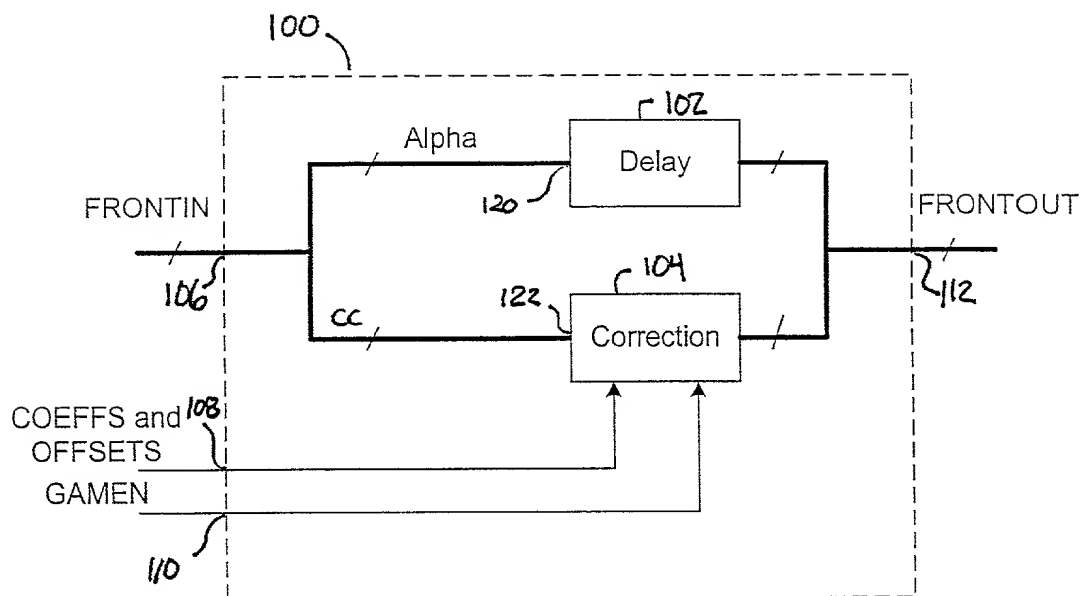 100
102
Alpha
Delay
120
FRONTIN
FRONTOUT
106
104
112
122
CC
Correction
COEFFS and 108
OFFSETS
GAMEN
110